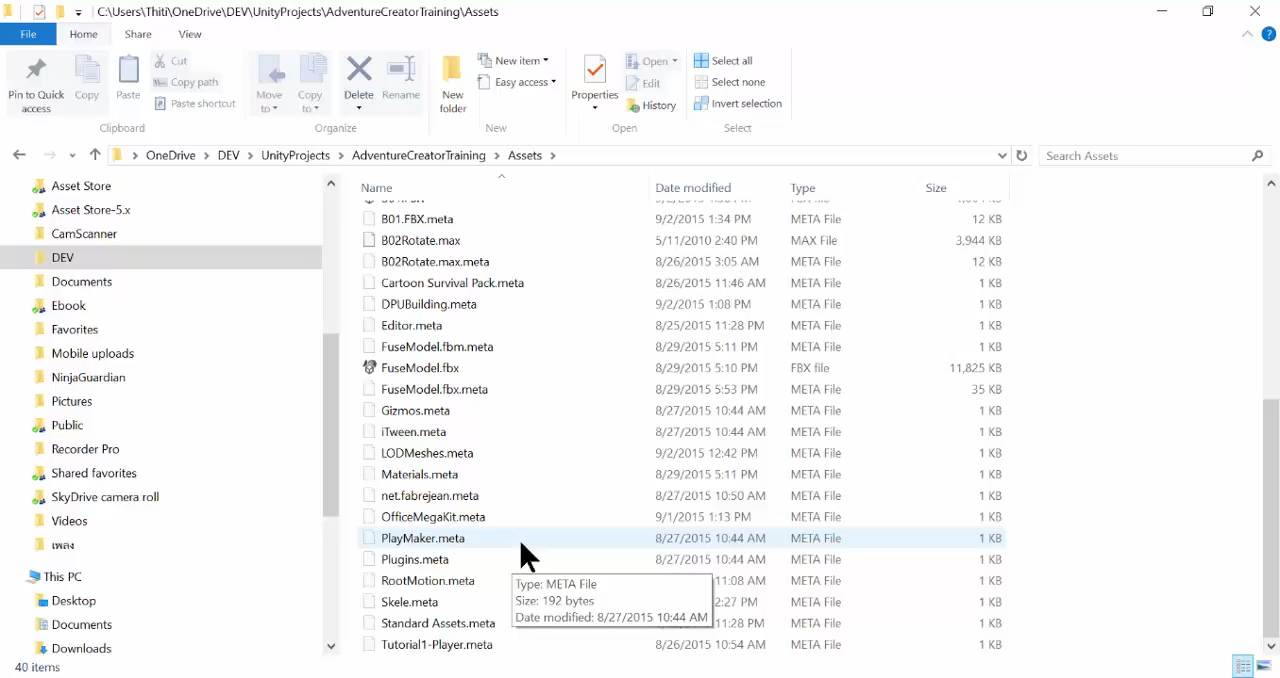 C:\Users\Thiti\OneDrive\DEV\UnityProjects\AdventureCreatorTraining\Assets
File Home Share View
Pin to Quick access
Copy
Paste
Cut
Copy path
Paste shortcut
Clipboard
Move to
Copy to
Delete
Rename
Organize
New folder
New item
Easy access
New
Properties
Open
Edit
History
Open
Select all
Select none
Invert selection
Select
OneDrive DEV UnityProjects AdventureCreatorTraining Assets
Search Assets
Asset Store
Asset Store-5.x
CamScanner
DEV
Documents
Ebook
Favorites
Mobile uploads
NinjaGuardian
Pictures
Public
Recorder Pro
Shared favorites
SkyDrive camera roll
Videos
เพลง
This PC
Desktop
Documents
Downloads
Name Date modified Type Size
B01.FBX.meta 9/2/2015 1:34 PM META File 12 KB
B02Rotate.max 5/11/2010 2:40 PM MAX File 3,944 KB
B02Rotate.max.meta 8/26/2015 3:05 AM META File 12 KB
Cartoon Survival Pack.meta 8/26/2015 11:46 AM META File 1 KB
DPUBuilding.meta 9/2/2015 1:08 PM META File 1 KB
Editor.meta 8/25/2015 11:28 PM META File 1 KB
FuseModel.fbm.meta 8/29/2015 5:11 PM META File 1 KB
FuseModel.fbx 8/29/2015 5:10 PM FBX file 11,825 KB
FuseModel.fbx.meta 8/29/2015 5:53 PM META File 35 KB
Gizmos.meta 8/27/2015 10:44 AM META File 1 KB
iTween.meta 8/27/2015 10:44 AM META File 1 KB
LODMeshes.meta 9/2/2015 12:42 PM META File 1 KB
Materials.meta 8/29/2015 5:11 PM META File 1 KB
net.fabrejean.meta 8/27/2015 10:50 AM META File 1 KB
OfficeMegaKit.meta 9/1/2015 1:13 PM META File 1 KB
PlayMaker.meta 8/27/2015 10:44 AM META File 1 KB
Plugins.meta 8/27/2015 10:44 AM META File 1 KB
RootMotion.meta 11:08 AM META File 1 KB
Skele.meta 2:27 PM META File 1 KB
Standard Assets.meta 11:28 PM META File 1 KB
Tutorial1-Player.meta 8/26/2015 10:54 AM META File 1 KB
Type: META File
Size: 192 bytes
Date modified: 8/27/2015 10:44 AM
40 items